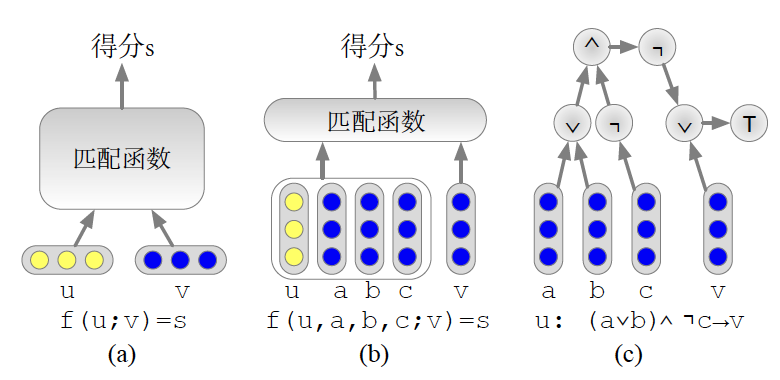 得分s
匹配函数
u v
f(u;v)=s
(a)
得分s
匹配函数
u a b c v
f(u,a,b,c;v)=s
(b)
∧ ¬
∨ ¬ ∨ T
a b c v
u: (a∨b)∧¬c→v
(c)